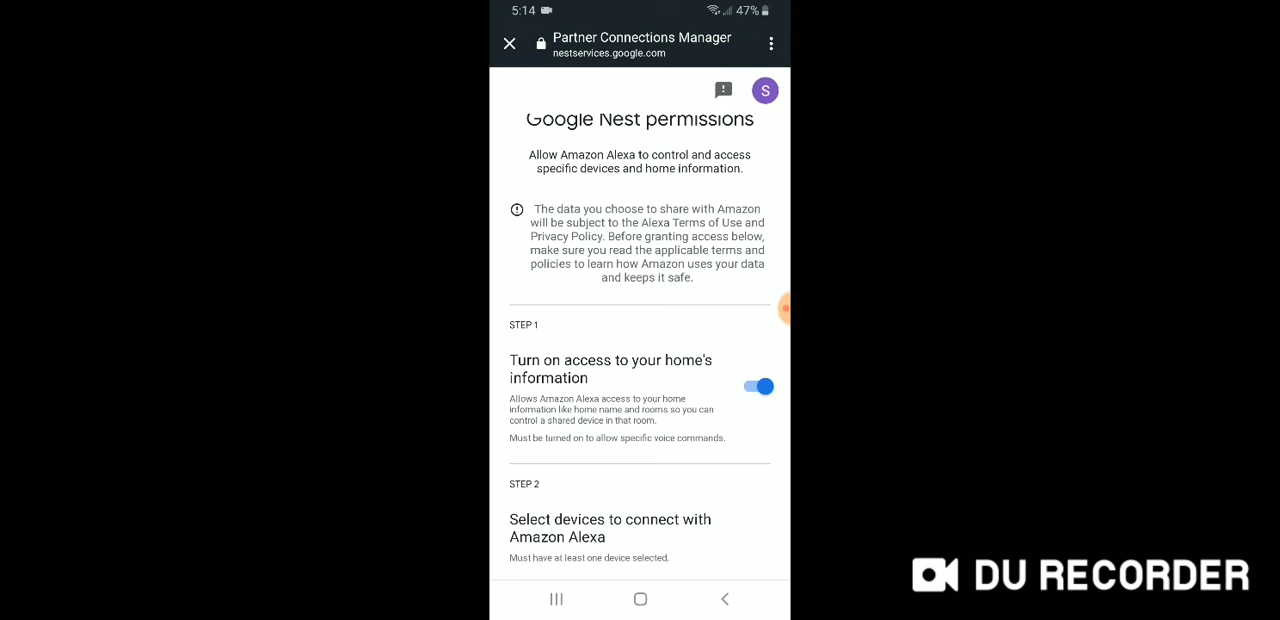 5:14
47%
Partner Connections Manager
nestservices.google.com
S
Google Nest permissions
Allow Amazon Alexa to control and access
specific devices and home information.
The data you choose to share with Amazon
will be subject to the Alexa Terms of Use and
Privacy Policy. Before granting access below,
make sure you read the applicable terms and
policies to learn how Amazon uses your data
and keeps it safe.
STEP 1
Turn on access to your home's
information
Allows Amazon Alexa access to your home
information like home name and rooms so you can
control a shared device in that room.
Must be turned on to allow specific voice commands.
STEP 2
Select devices to connect with
Amazon Alexa
Must have at least one device selected.
DU RECORDER